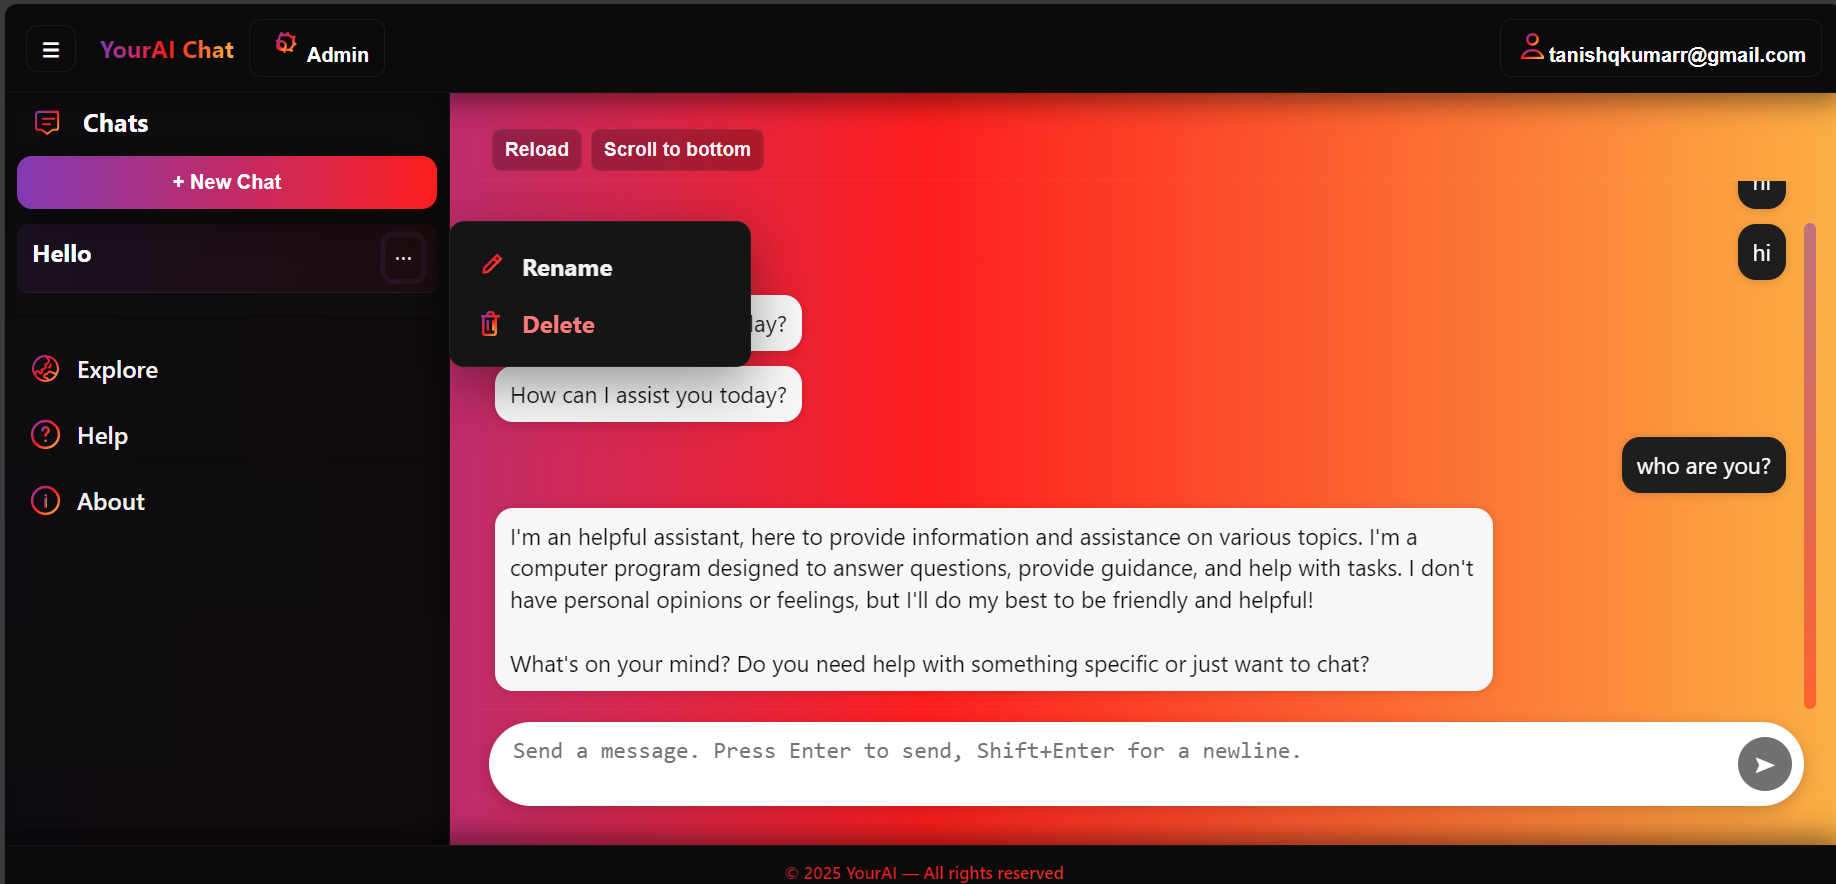 ☰ YourAI Chat Admin tanishqkumarr@gmail.com
Chats
+ New Chat
Hello ...
Explore
Help
About
Rename
Delete
Reload Scroll to bottom
hi
hi
day?
How can I assist you today?
who are you?
I'm an helpful assistant, here to provide information and assistance on various topics. I'm a
computer program designed to answer questions, provide guidance, and help with tasks. I don't
have personal opinions or feelings, but I'll do my best to be friendly and helpful!
What's on your mind? Do you need help with something specific or just want to chat?
Send a message. Press Enter to send, Shift+Enter for a newline.
© 2025 YourAI — All rights reserved